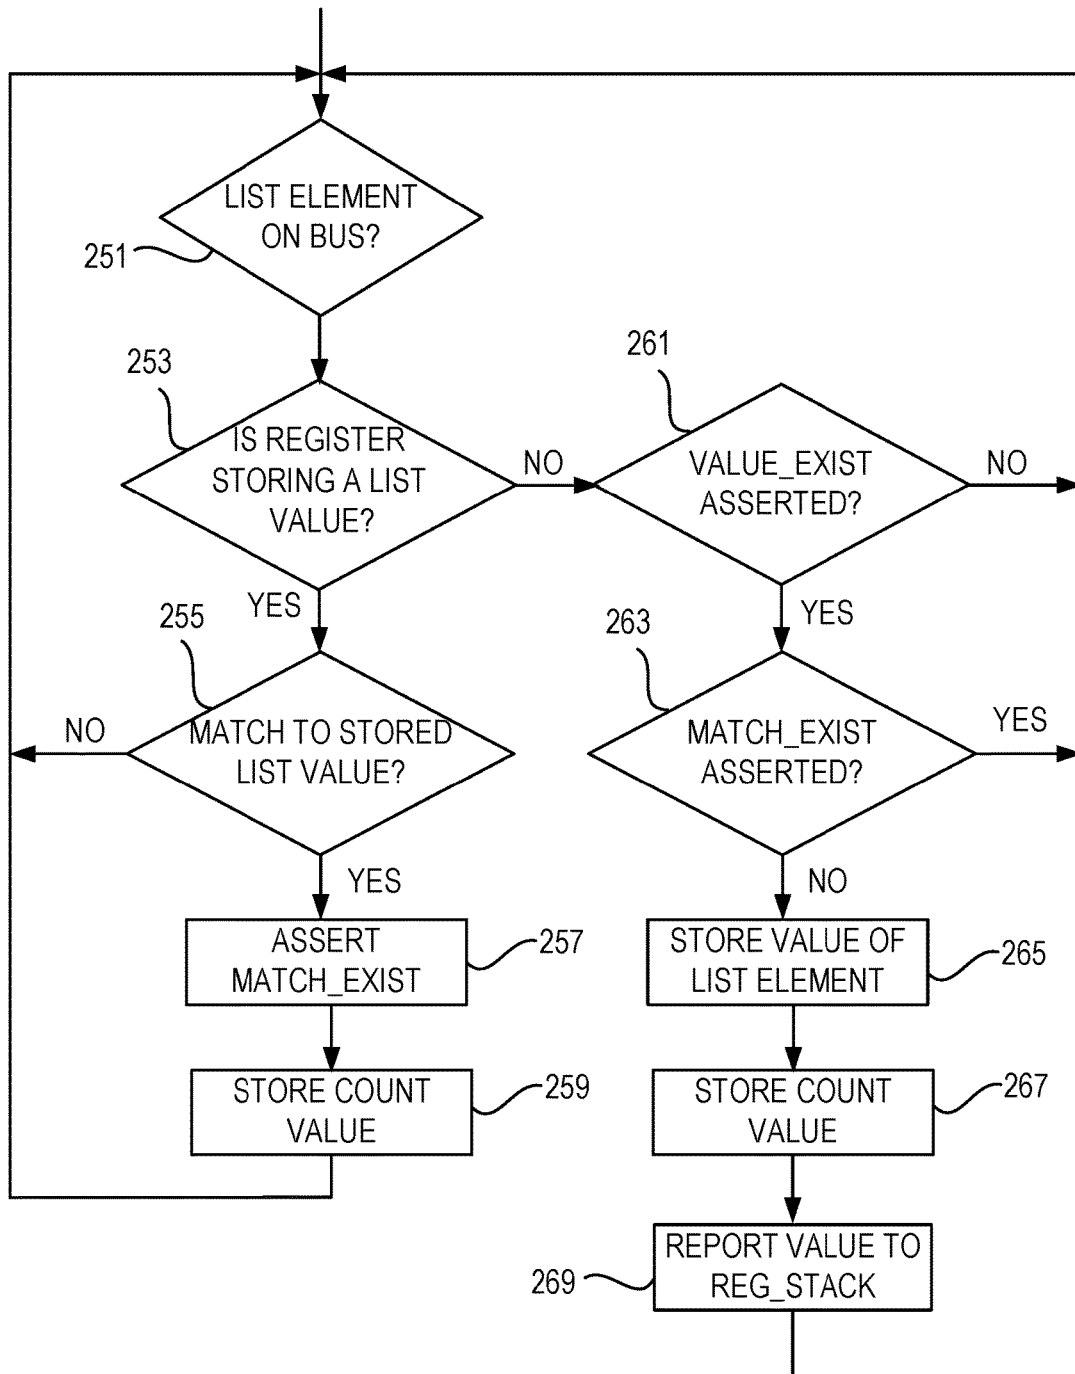 LIST ELEMENT
ON BUS?
251
253
IS REGISTER
STORING A LIST
VALUE?
NO
261
VALUE_EXIST
ASSERTED?
NO
YES
YES
255
MATCH TO STORED
LIST VALUE?
NO
263
MATCH_EXIST
ASSERTED?
YES
YES
NO
ASSERT
MATCH_EXIST
257
STORE VALUE OF
LIST ELEMENT
265
STORE COUNT
VALUE
259
STORE COUNT
VALUE
267
REPORT VALUE TO
REG_STACK
269